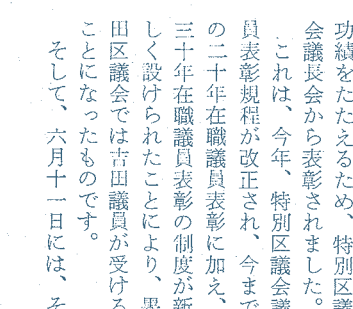 功績をたたえるため、特別区議
会議長会から表彰されました。
これは、今年、特別区議会議
員表彰規程が改正され、今まで
の二十年在職議員表彰に加え、
三十年在職議員表彰の制度が新
しく設けられたことにより、墨
田区議会では吉田議員が受ける
ことになったものです。
そして、六月十一日には、そ